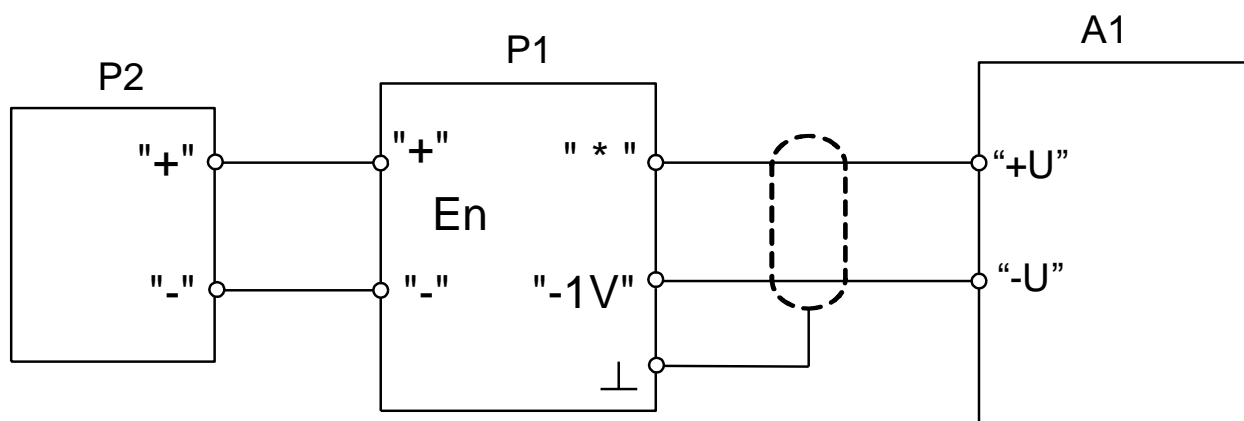 A1
P1
P2
"+" "+" " * " “+U”
En
"-" "-" "-1V" “-U”
⊥